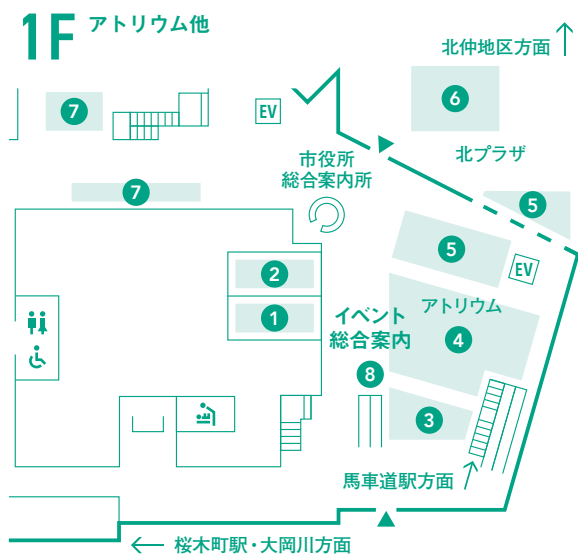 1F アトリウム他
北仲地区方面
7
EV
6
市役所
総合案内所
北プラザ
7
5
5
2
EV
1
イベント
総合案内
アトリウム
4
8
3
馬車道駅方面
桜木町駅・大岡川方面